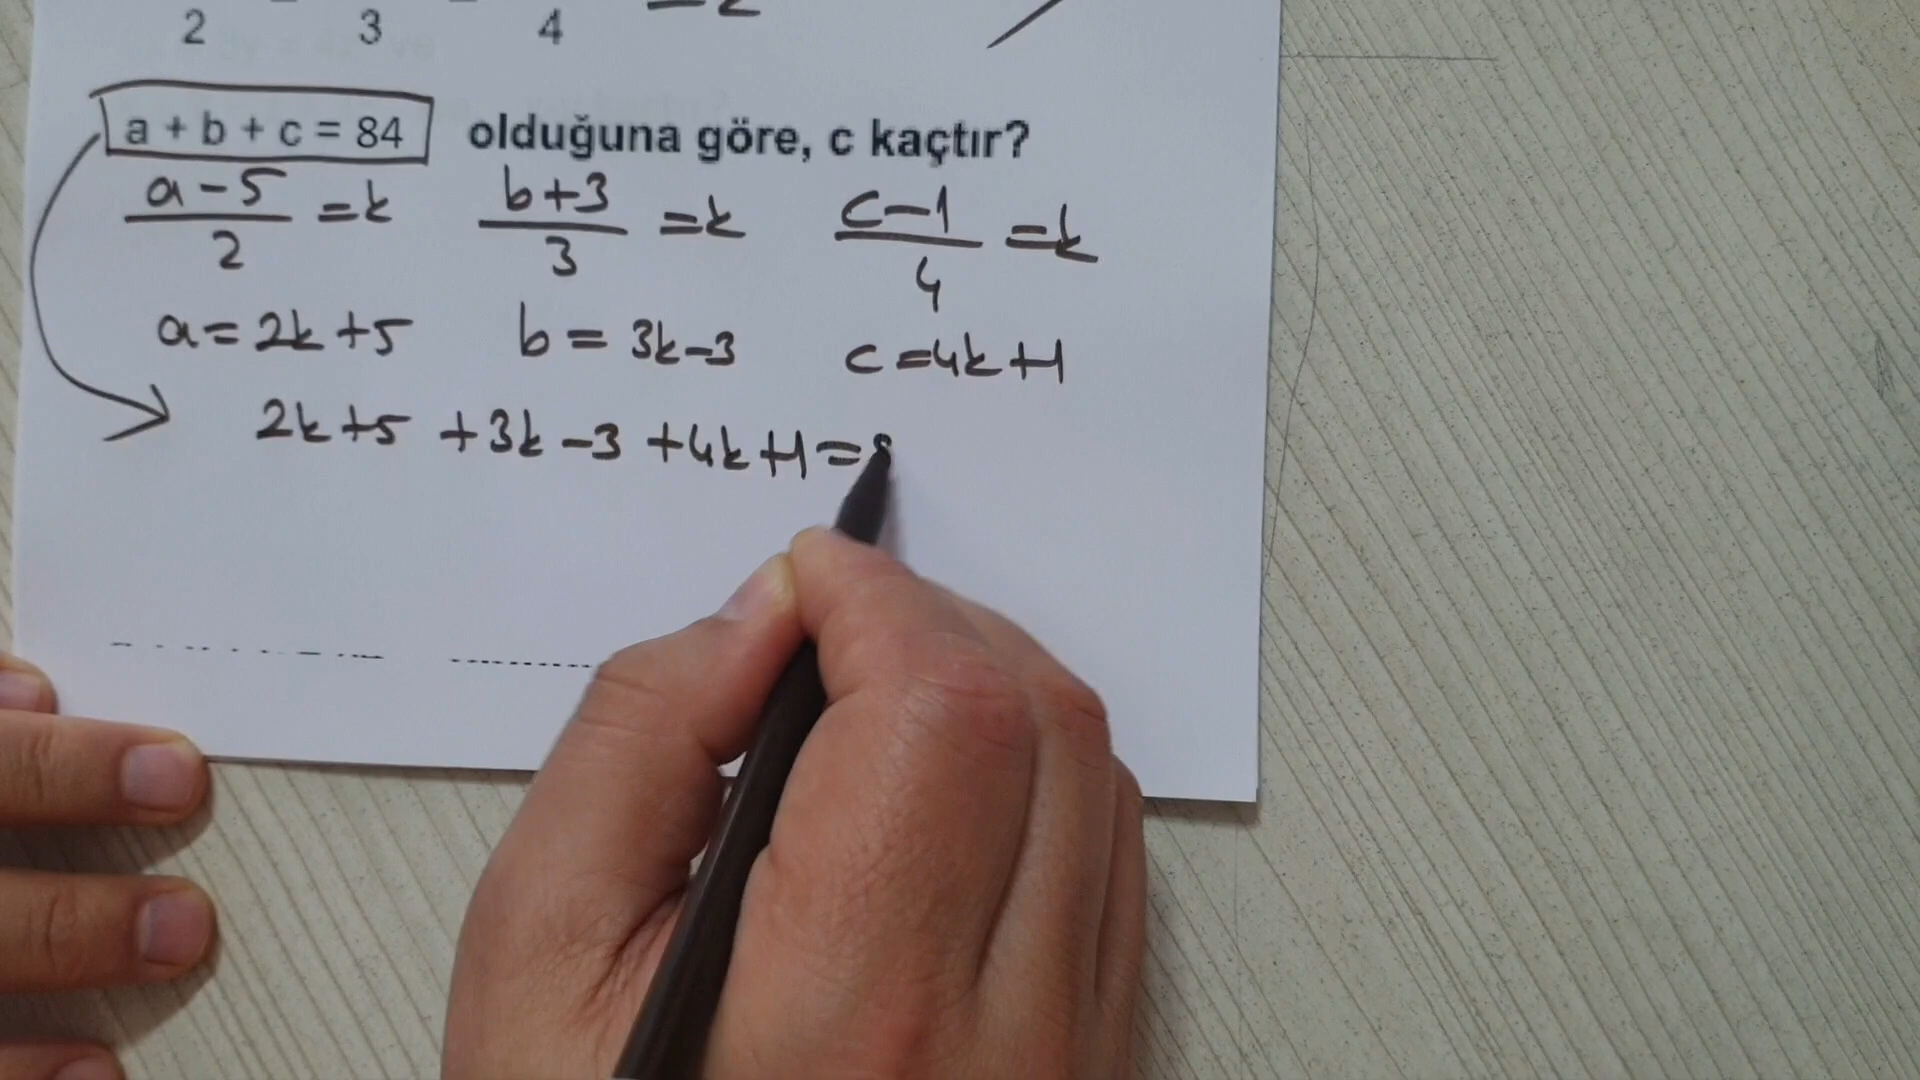 2 3 4
a + b + c = 84 olduğuna göre, c kaçtır?
a-5 =k b+3 =k c-1 =k
2 3 4
a=2k+5 b=3k-3 c=4k+1
2k+5 +3k-3 +4k+1=